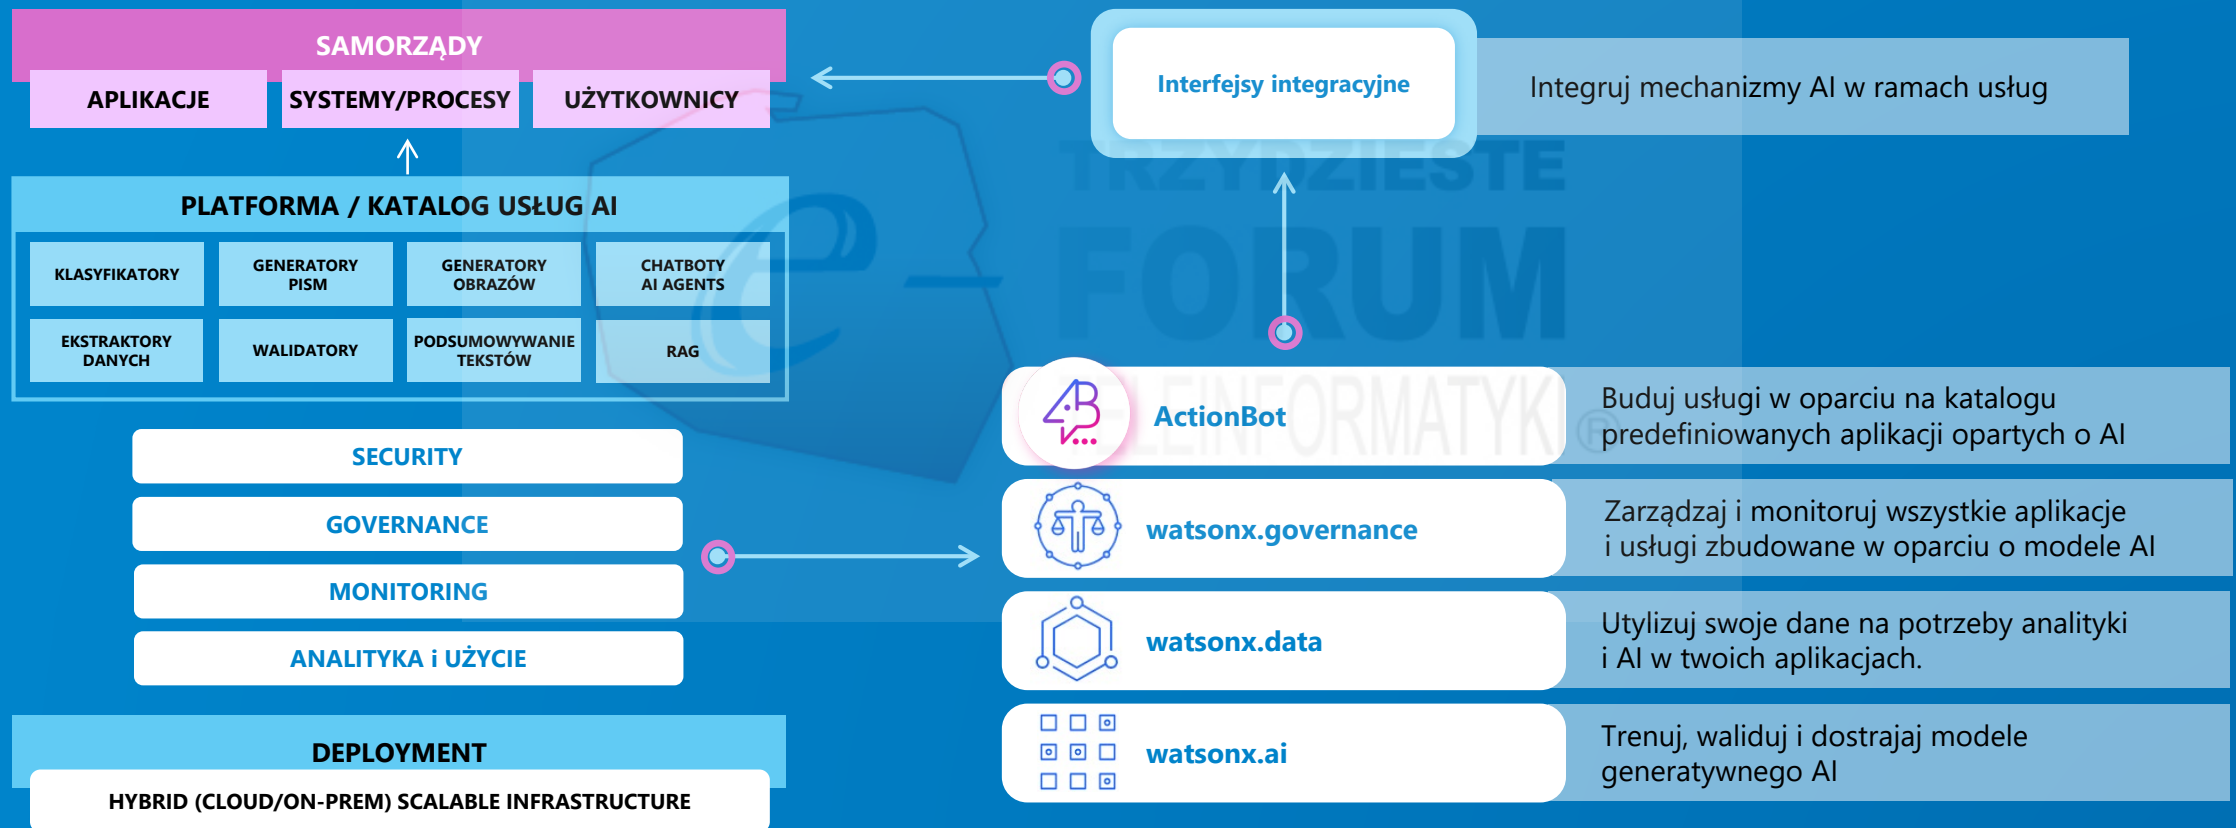 SAMORZĄDY
APLIKACJE
SYSTEMY/PROCESY
UŻYTKOWNICY
PLATFORMA / KATALOG USŁUG AI
KLASYFIKATORY
GENERATORY
PISM
GENERATORY
OBRAZÓW
CHATBOTY
AI AGENTS
EKSTRAKTORY
DANYCH
WALIDATORY
PODSUMOWYWANIE
TEKSTÓW
RAG
SECURITY
GOVERNANCE
MONITORING
ANALITYKA i UŻYCIE
DEPLOYMENT
HYBRID (CLOUD/ON-PREM) SCALABLE INFRASTRUCTURE
Interfejsy integracyjne
Integruj mechanizmy AI w ramach usług
e-
TRZYDZIESTE
FORUM
TELEINFORMATYKI ®
AB
ActionBot
Buduj usługi w oparciu na katalogu
predefiniowanych aplikacji opartych o AI
watsonx.governance
Zarządzaj i monitoruj wszystkie aplikacje
i usługi zbudowane w oparciu o modele AI
watsonx.data
Utylizuj swoje dane na potrzeby analityki
i AI w twoich aplikacjach.
watsonx.ai
Trenuj, waliduj i dostrajaj modele
generatywnego AI